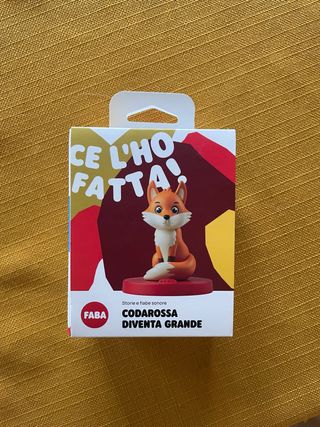 CE L'HO
FATTA!
Storie e fiabe sonore
FABA
CODAROSSA
DIVENTA GRANDE